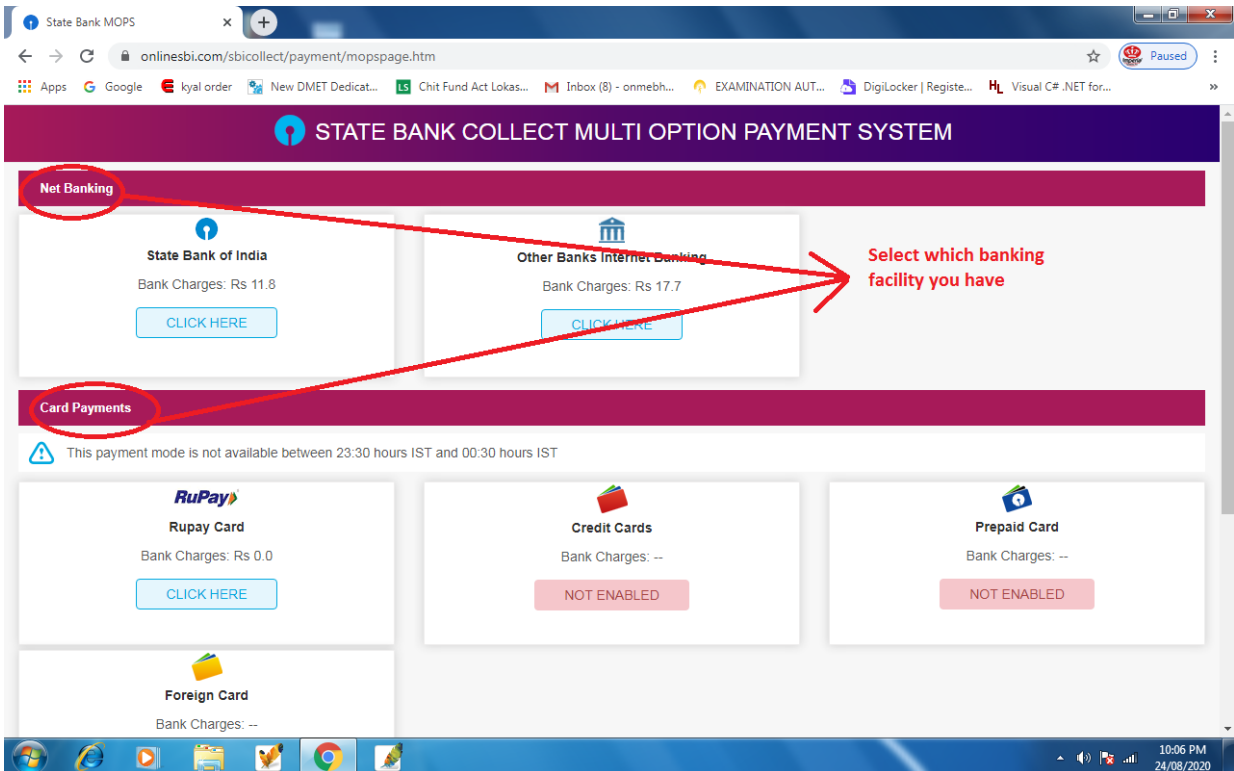 State Bank MOPS
onlinesbi.com/sbicollect/payment/mopspage.htm
Paused
Apps
Google
kyal order
New DMET Dedicat...
LS
Chit Fund Act Lokas...
Inbox (8) - onmebh...
EXAMINATION AUT...
DigiLocker | Registe...
HL
Visual C# .NET for...
STATE BANK COLLECT MULTI OPTION PAYMENT SYSTEM
Net Banking
State Bank of India
Bank Charges: Rs 11.8
CLICK HERE
Other Banks Internet Banking
Bank Charges: Rs 17.7
CLICK HERE
Select which banking
facility you have
Card Payments
This payment mode is not available between 23:30 hours IST and 00:30 hours IST
RuPay
Rupay Card
Bank Charges: Rs 0.0
CLICK HERE
Credit Cards
Bank Charges: --
NOT ENABLED
Prepaid Card
Bank Charges: --
NOT ENABLED
Foreign Card
Bank Charges: --
10:06 PM
24/08/2020